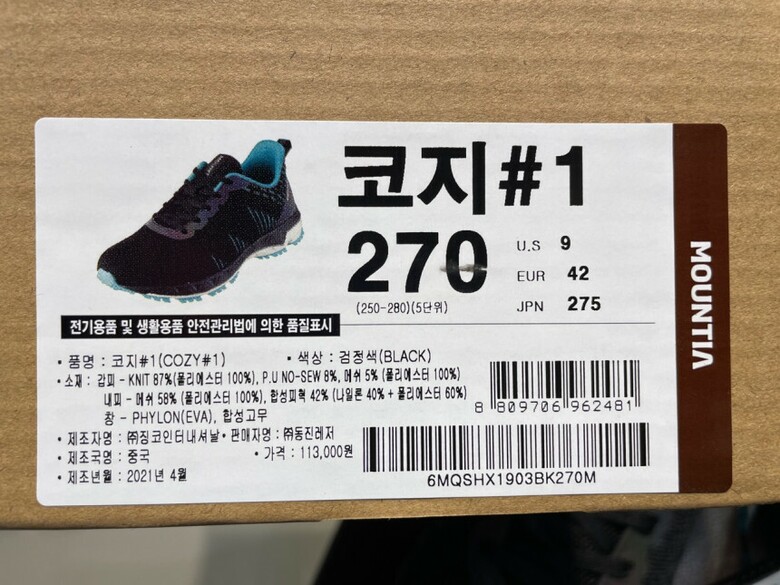 코지#1
270
(250-280)(5단위)
U.S 9
EUR 42
JPN 275
MOUNTIA
전기용품 및 생활용품 안전관리법에 의한 품질표시
• 품명 : 코지#1(COZY#1) • 색상 : 검정색(BLACK)
• 소재 : 갑피 - KNIT 87%(폴리에스터 100%), P.U NO-SEW 8%, 메쉬 5% (폴리에스터 100%)
내피 - 메쉬 58% (폴리에스터 100%), 합성피혁 42% (나일론 40% + 폴리에스터 60%)
창 - PHYLON(EVA), 합성고무
• 제조자명 : ㈜징코인터내셔날 • 판매자명 : ㈜동진레저
• 제조국명 : 중국 • 가격 : 113,000원
• 제조년월 : 2021년 4월
8 809706 962481
6MQSHX1903BK270M